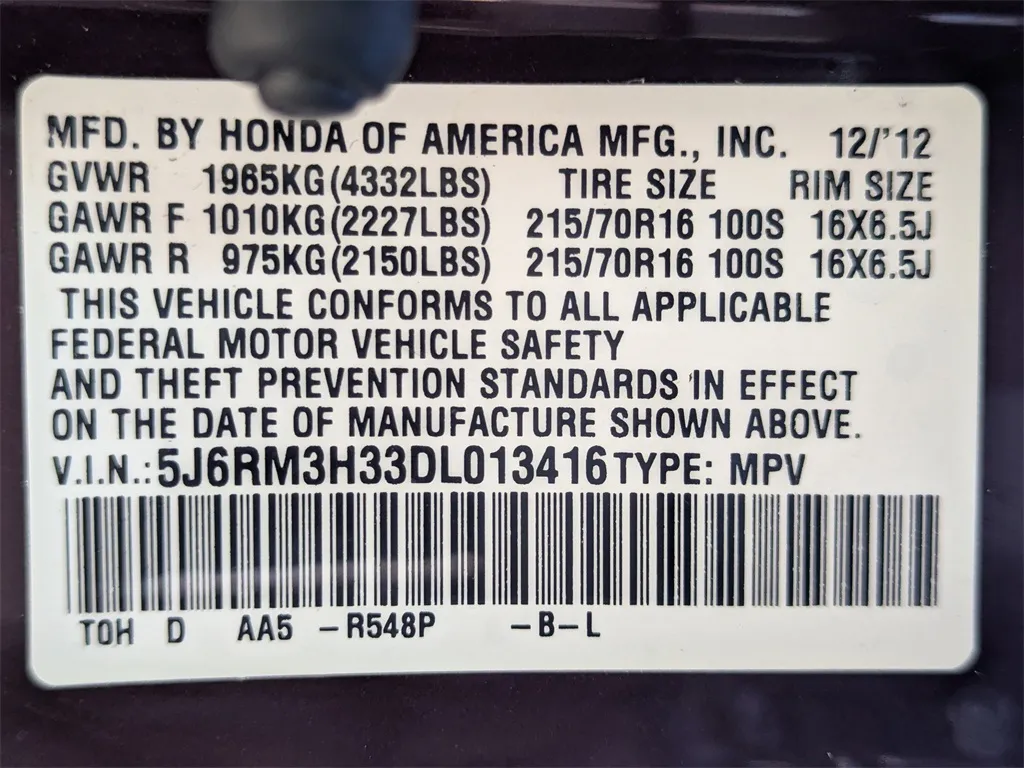 MFD. BY HONDA OF AMERICA MFG., INC. 12/'12
GVWR 1965KG(4332LBS) TIRE SIZE RIM SIZE
GAWR F 1010KG(2227LBS) 215/70R16 100S 16X6.5J
GAWR R 975KG(2150LBS) 215/70R16 100S 16X6.5J
THIS VEHICLE CONFORMS TO ALL APPLICABLE
FEDERAL MOTOR VEHICLE SAFETY
AND THEFT PREVENTION STANDARDS IN EFFECT
ON THE DATE OF MANUFACTURE SHOWN ABOVE.
V.I.N.: 5J6RM3H33DL013416 TYPE: MPV
TOH D AA5 -R548P -B-L